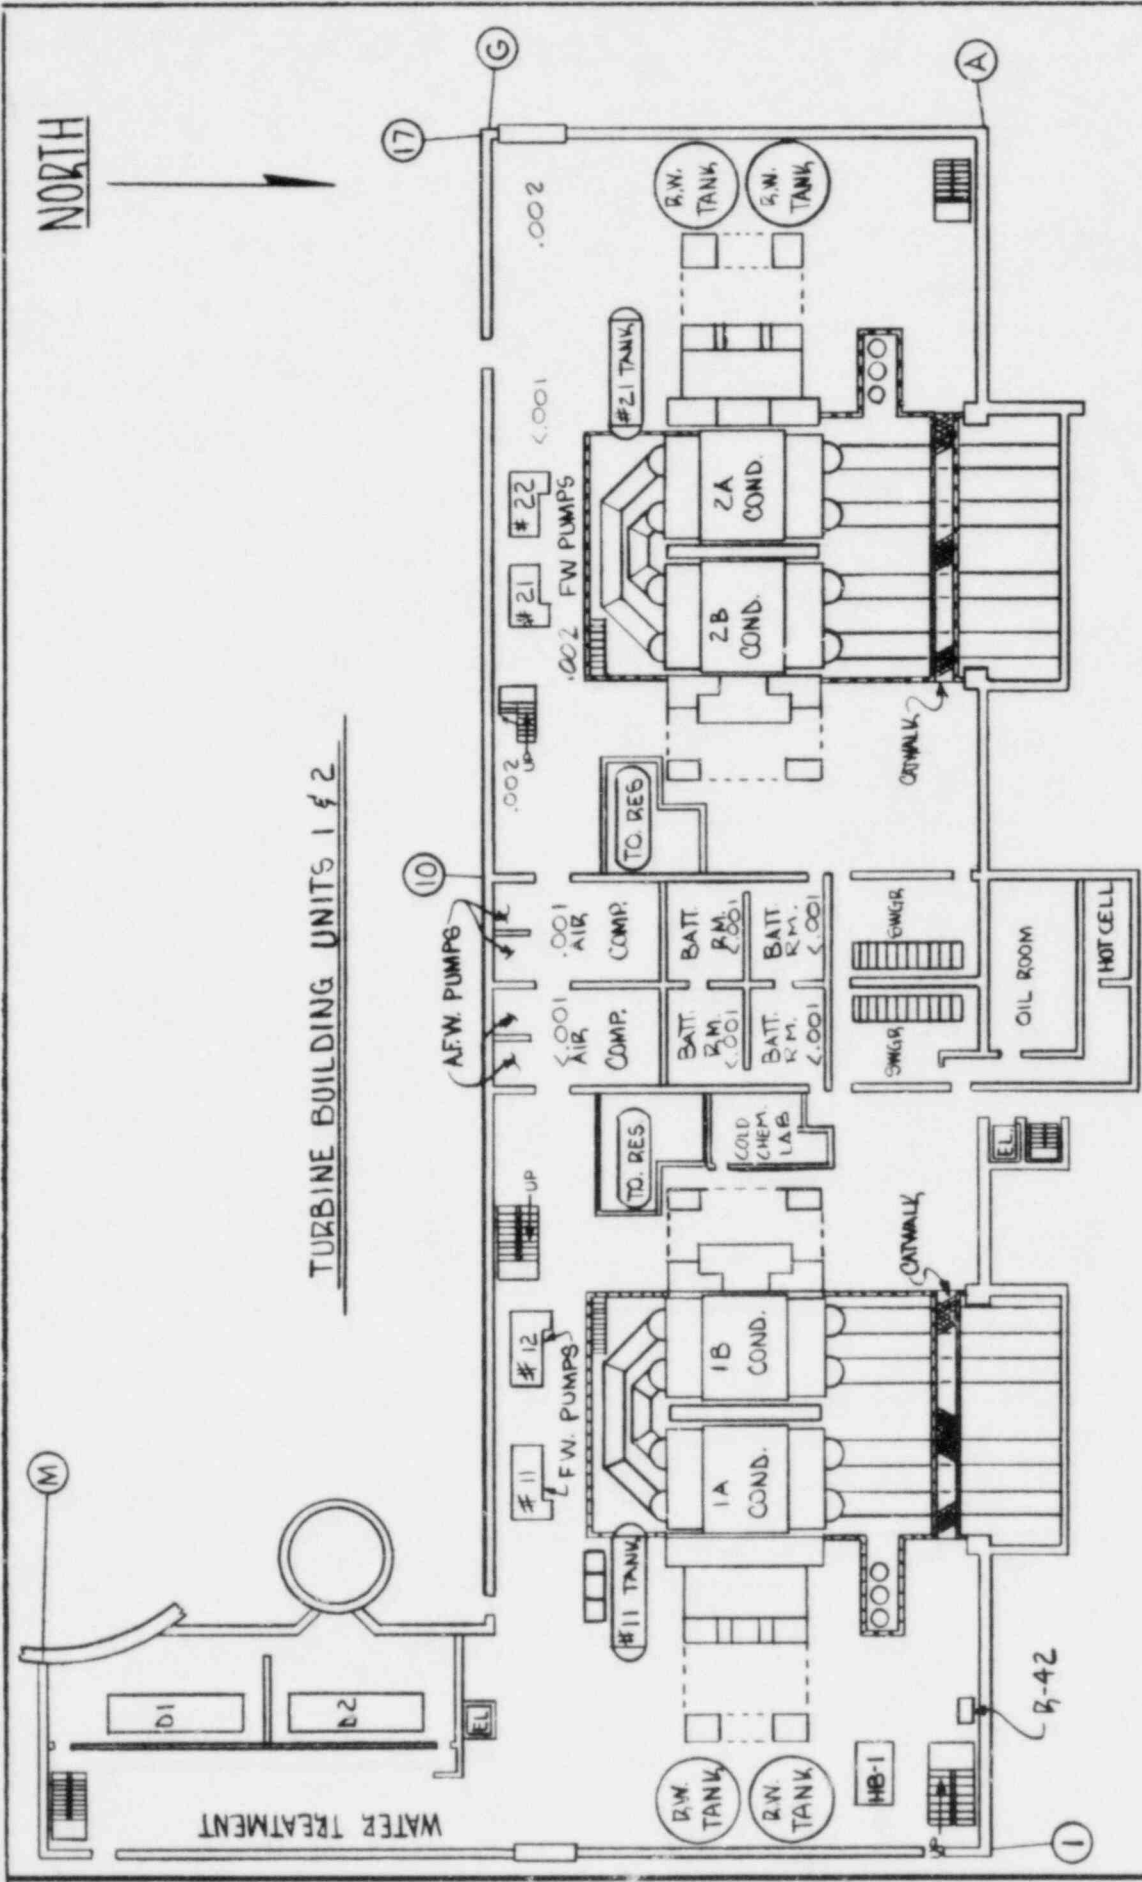 NORTH
TURBINE BUILDING UNITS 1 & 2
M
17
G
10
A
1
WATER TREATMENT
D1
D2
EL
#11
#12
F.W. PUMPS
UP
A.F.W. PUMPS
.002
UP
.002
#21
#22
FW PUMPS
<.001
.002
#11 TANK
TO. RES
<.001
AIR
COMP.
.001
AIR
COMP.
TO. RES
#21 TANK
R.W.
TANK
R.W.
TANK
1A
COND.
1B
COND.
COLD
CHEM.
LAB
BATT.
RM.
<.001
BATT.
RM.
<.001
BATT.
RM.
<.001
BATT.
RM.
<.001
2B
COND.
2A
COND.
R.W.
TANK
R.W.
TANK
HB-1
R-42
CATWALK
SWGR
SWGR
CATWALK
EL.
OIL ROOM
HOT CELL